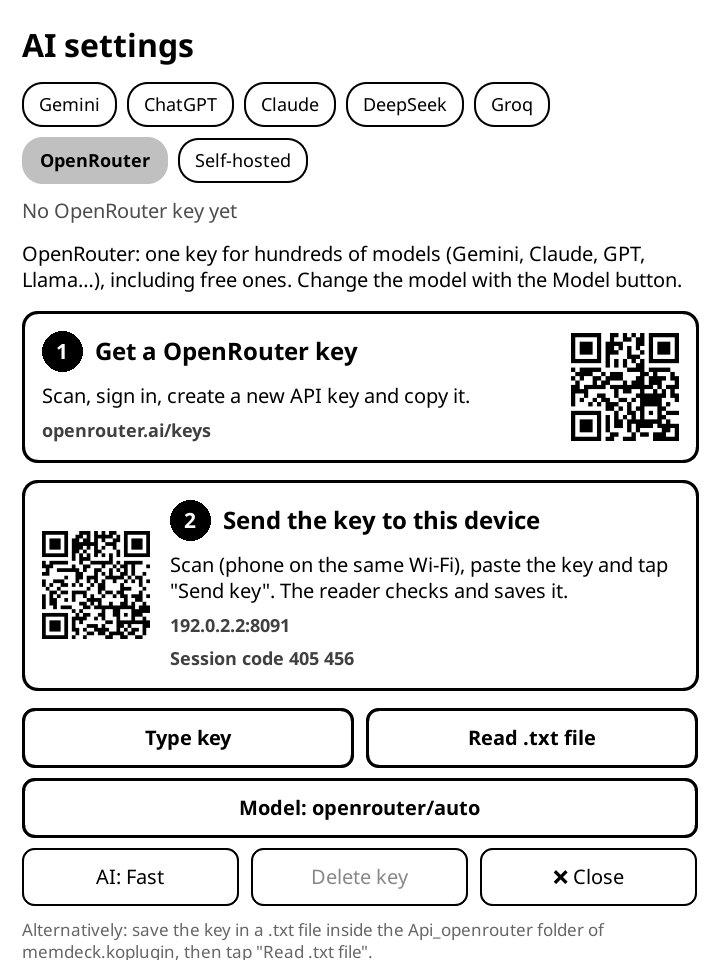 AI settings
Gemini
ChatGPT
Claude
DeepSeek
Groq
OpenRouter
Self-hosted
No OpenRouter key yet
OpenRouter: one key for hundreds of models (Gemini, Claude, GPT,
Llama...), including free ones. Change the model with the Model button.
1 Get a OpenRouter key
Scan, sign in, create a new API key and copy it.
openrouter.ai/keys
2 Send the key to this device
Scan (phone on the same Wi-Fi), paste the key and tap
"Send key". The reader checks and saves it.
192.0.2.2:8091
Session code 405 456
Type key
Read .txt file
Model: openrouter/auto
AI: Fast
Delete key
✕ Close
Alternatively: save the key in a .txt file inside the Api_openrouter folder of
memdeck.koplugin, then tap "Read .txt file".